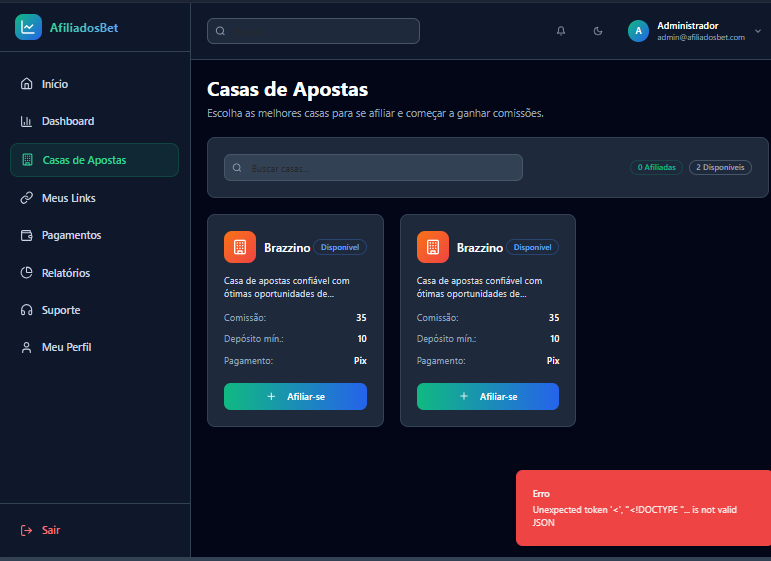 AfiliadosBet
Administrador
A
admin@afiliadosbet.com
Início
Dashboard
Casas de Apostas
Meus Links
Pagamentos
Relatórios
Suporte
Meu Perfil
Sair
Casas de Apostas
Escolha as melhores casas para se afiliar e começar a ganhar comissões.
Buscar casas...
0 Afiliadas
2 Disponíveis
Brazzino
Disponível
Casa de apostas confiável com
ótimas oportunidades de...
Comissão: 35
Depósito mín.: 10
Pagamento: Pix
+ Afiliar-se
Brazzino
Disponível
Casa de apostas confiável com
ótimas oportunidades de...
Comissão: 35
Depósito mín.: 10
Pagamento: Pix
+ Afiliar-se
Erro
Unexpected token '<', "<!DOCTYPE "... is not valid
JSON